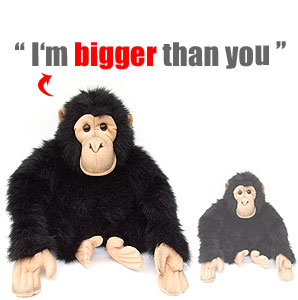 “ I'm bigger than you ”